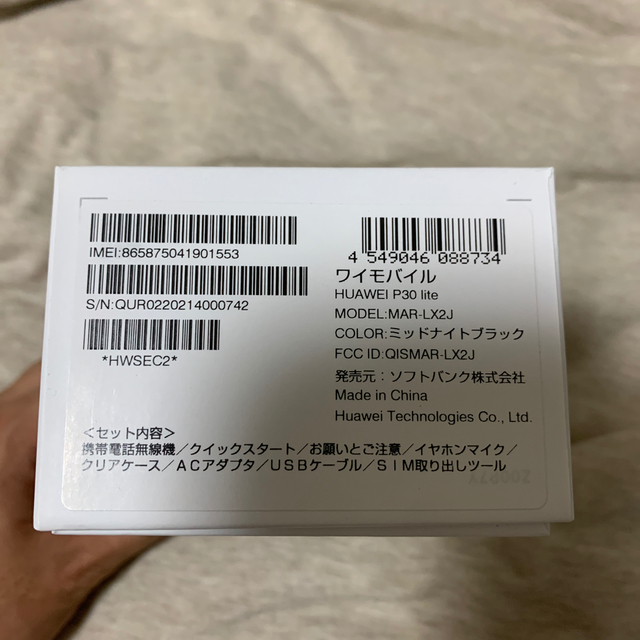 IMEI:865875041901553
S/N:QUR0220214000742
*HWSEC2*
4 549046 088734
ワイモバイル
HUAWEI P30 lite
MODEL:MAR-LX2J
COLOR:ミッドナイトブラック
FCC ID:QISMAR-LX2J
発売元：ソフトバンク株式会社
Made in China
Huawei Technologies Co., Ltd.
＜セット内容＞
携帯電話無線機／クイックスタート／お願いとご注意／イヤホンマイク／
クリアケース／ＡＣアダプタ／ＵＳＢケーブル／ＳＩＭ取り出しツール